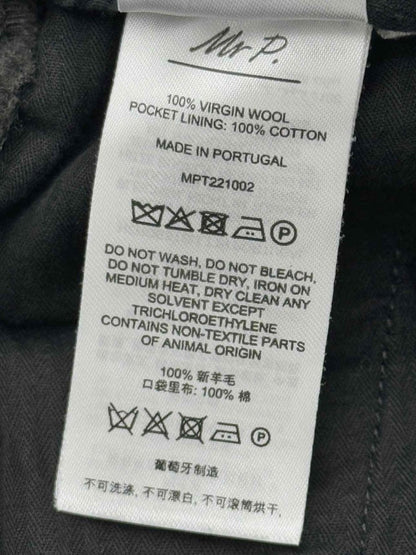 Mr P.
100% VIRGIN WOOL
POCKET LINING: 100% COTTON
MADE IN PORTUGAL
MPT221002
DO NOT WASH, DO NOT BLEACH,
DO NOT TUMBLE DRY, IRON ON
MEDIUM HEAT, DRY CLEAN ANY
SOLVENT EXCEPT
TRICHLOROETHYLENE
CONTAINS NON-TEXTILE PARTS
OF ANIMAL ORIGIN
100% 新羊毛
口袋里布: 100% 棉
葡萄牙制造
不可洗涤, 不可漂白, 不可滚筒烘干,